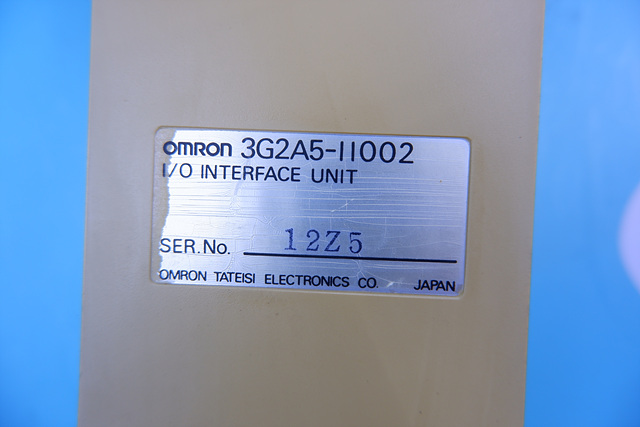 omron 3G2A5-II002
I/O INTERFACE UNIT
SER.No. 12Z5
OMRON TATEISI ELECTRONICS CO. JAPAN